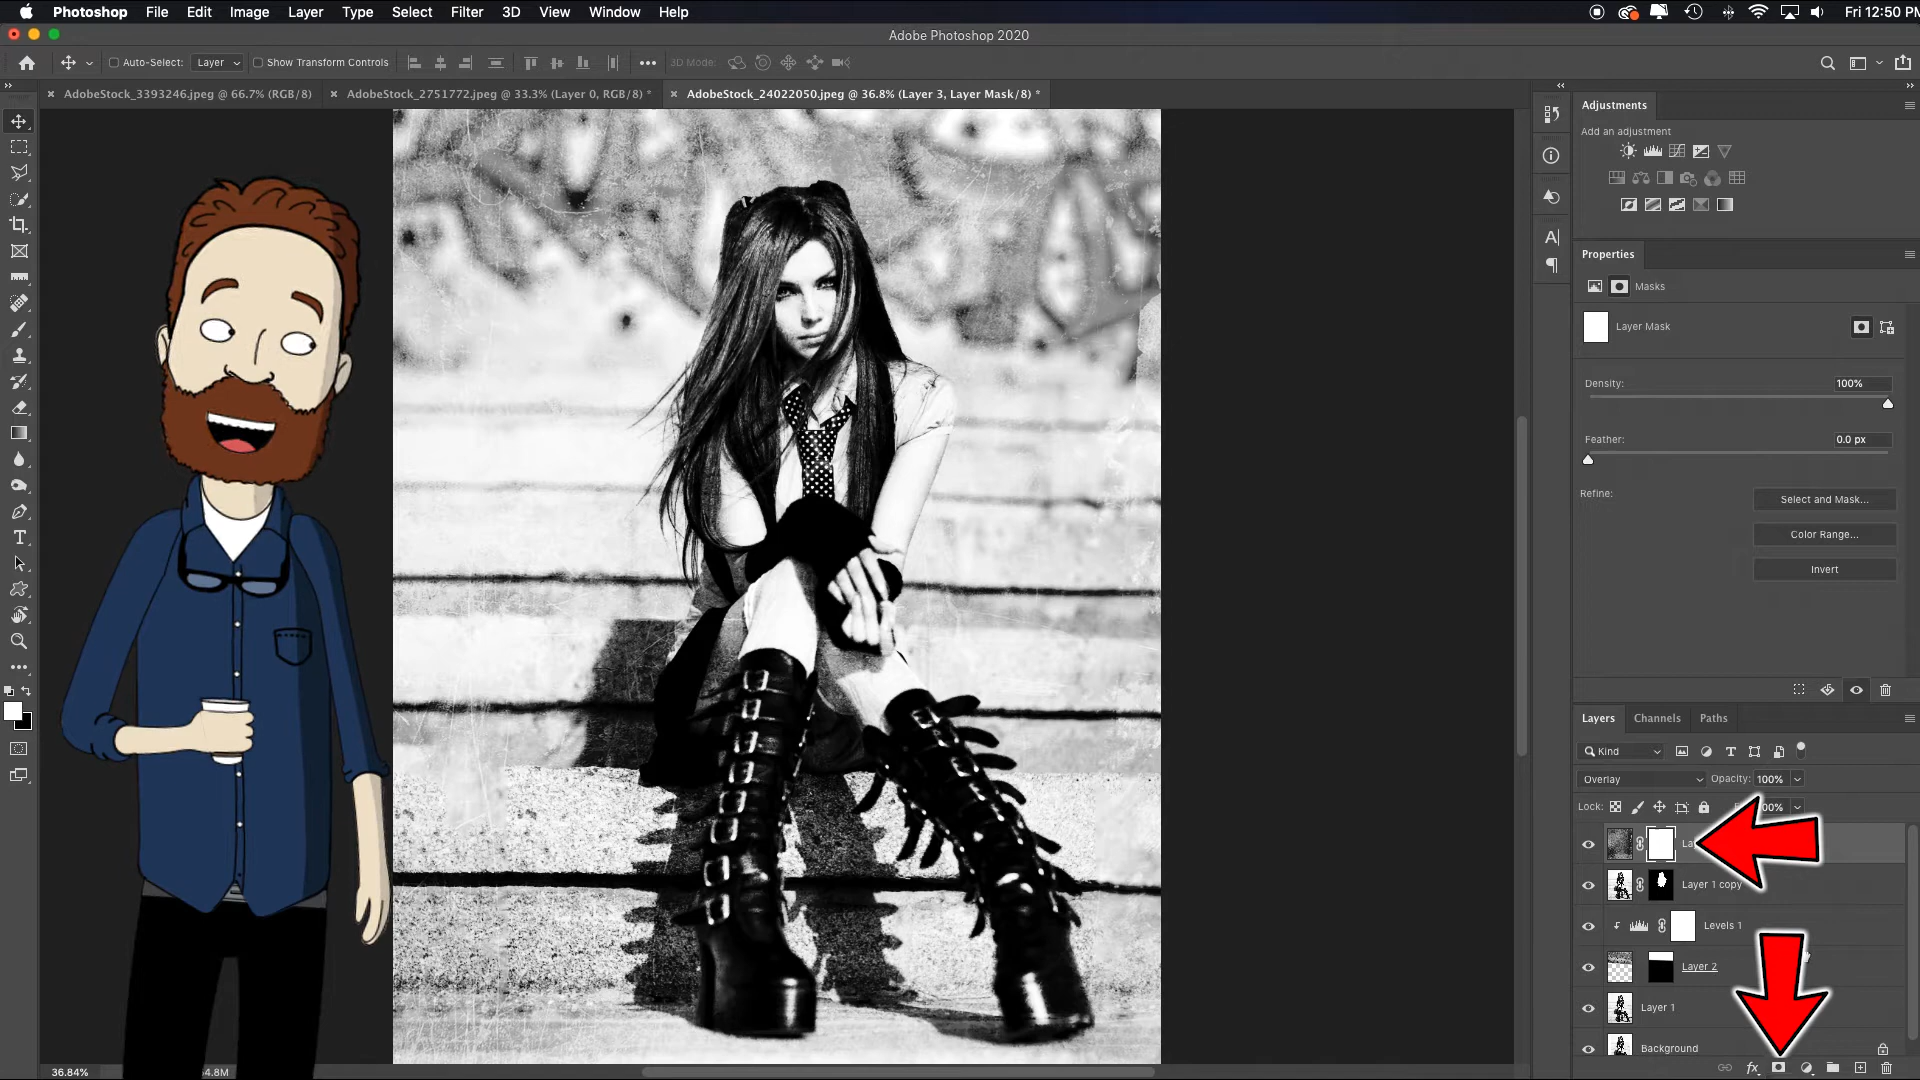 Photoshop File Edit Image Layer Type Select Filter 3D View Window Help Fri 12:50
Adobe Photoshop 2020
Auto-Select: Layer Show Transform Controls 3D Mode:
AdobeStock_3393246.jpeg @ 66.7% (RGB/8)
AdobeStock_2751772.jpeg @ 33.3% (Layer 0, RGB/8) *
AdobeStock_24022050.jpeg @ 36.8% (Layer 3, Layer Mask/8) *
Adjustments
Add an adjustment
Properties
Masks
Layer Mask
Density: 100%
Feather: 0.0 px
Refine: Select and Mask...
Color Range...
Invert
Layers Channels Paths
Kind
Overlay Opacity: 100%
Lock:
Layer 1 copy
Levels 1
Layer 2
Layer 1
Background
fx
36.84%